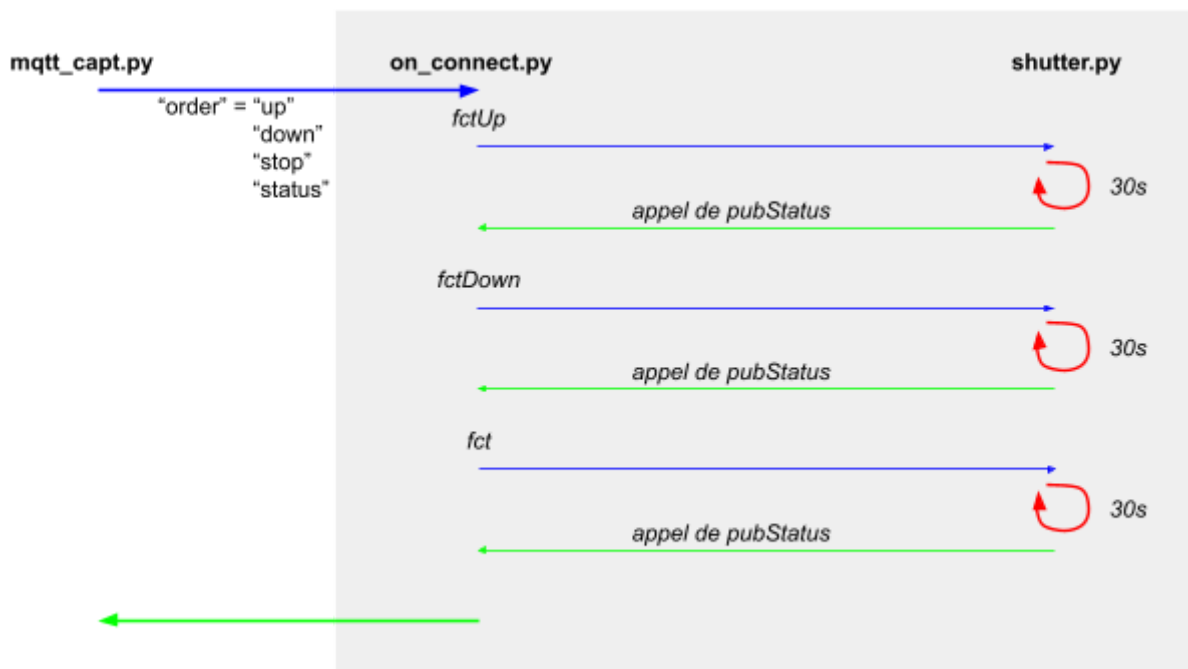 mqtt_capt.py
on_connect.py
shutter.py
“order” = “up”
“down”
“stop”
“status”
fctUp
30s
appel de pubStatus
fctDown
30s
appel de pubStatus
fct
30s
appel de pubStatus